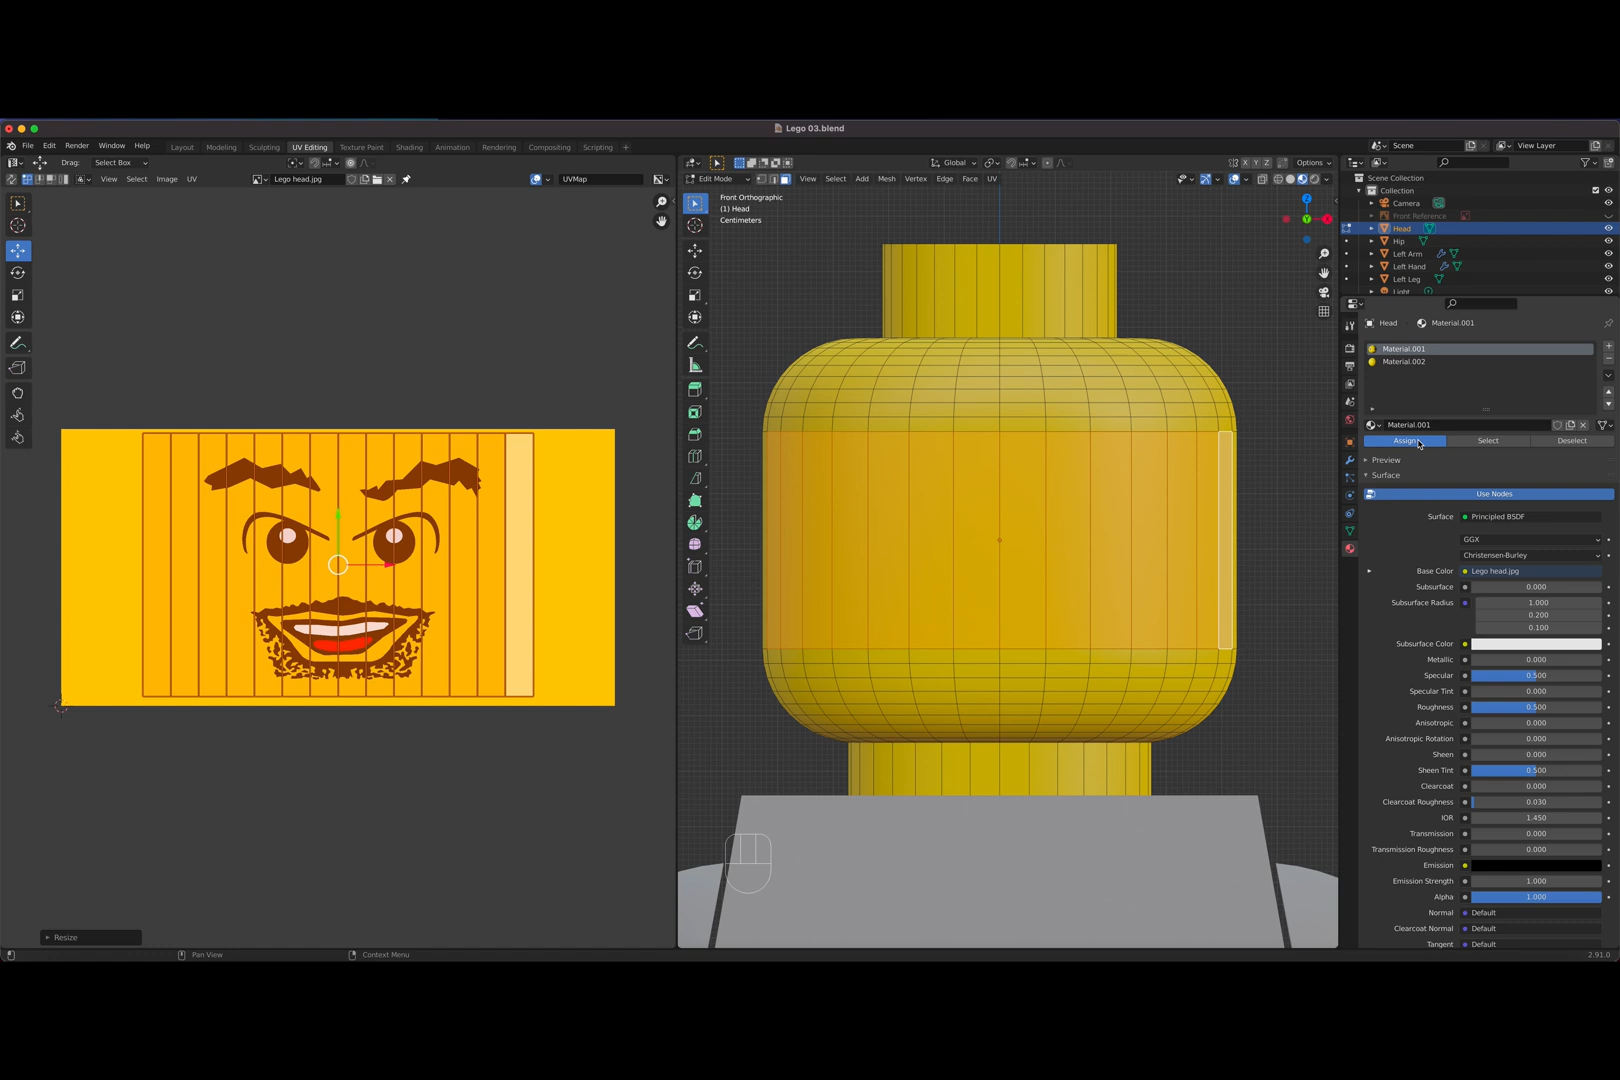 Lego 03.blend
File Edit Render Window Help Layout Modeling Sculpting UV Editing Texture Paint Shading Animation Rendering Compositing Scripting + Scene View Layer
Drag: Select Box Global X Y Z Options
View Select Image UV Lego head.jpg UVMap Edit Mode View Select Add Mesh Vertex Edge Face UV
Scene Collection
Collection
Camera
Front Reference
Head
Hip
Left Arm
Left Hand
Left Leg
Light
Front Orthographic
(1) Head
Centimeters
Z
Y X
Head Material.001
Material.001
Material.002
Material.001
Assign Select Deselect
Preview
Surface
Use Nodes
Surface Principled BSDF
GGX
Christensen-Burley
Base Color Lego head.jpg
Subsurface 0.000
Subsurface Radius 1.000
0.200
0.100
Subsurface Color
Metallic 0.000
Specular 0.500
Specular Tint 0.000
Roughness 0.500
Anisotropic 0.000
Anisotropic Rotation 0.000
Sheen 0.000
Sheen Tint 0.500
Clearcoat 0.000
Clearcoat Roughness 0.030
IOR 1.450
Transmission 0.000
Transmission Roughness 0.000
Emission
Emission Strength 1.000
Alpha 1.000
Normal Default
Clearcoat Normal Default
Tangent Default
Resize
Pan View Context Menu 2.91.0